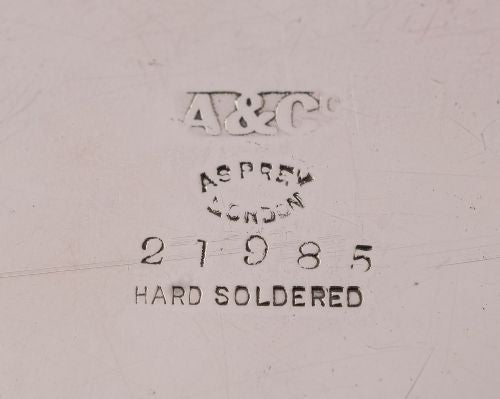 A&Co
ASPREY
LONDON
21985
HARD SOLDERED